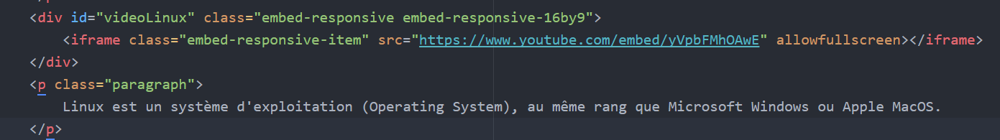 <div id="videoLinux" class="embed-responsive embed-responsive-16by9">
<iframe class="embed-responsive-item" src="https://www.youtube.com/embed/yVpbFMhOAwE" allowfullscreen></iframe>
</div>
<p class="paragraph">
Linux est un système d'exploitation (Operating System), au même rang que Microsoft Windows ou Apple MacOS.
</p>